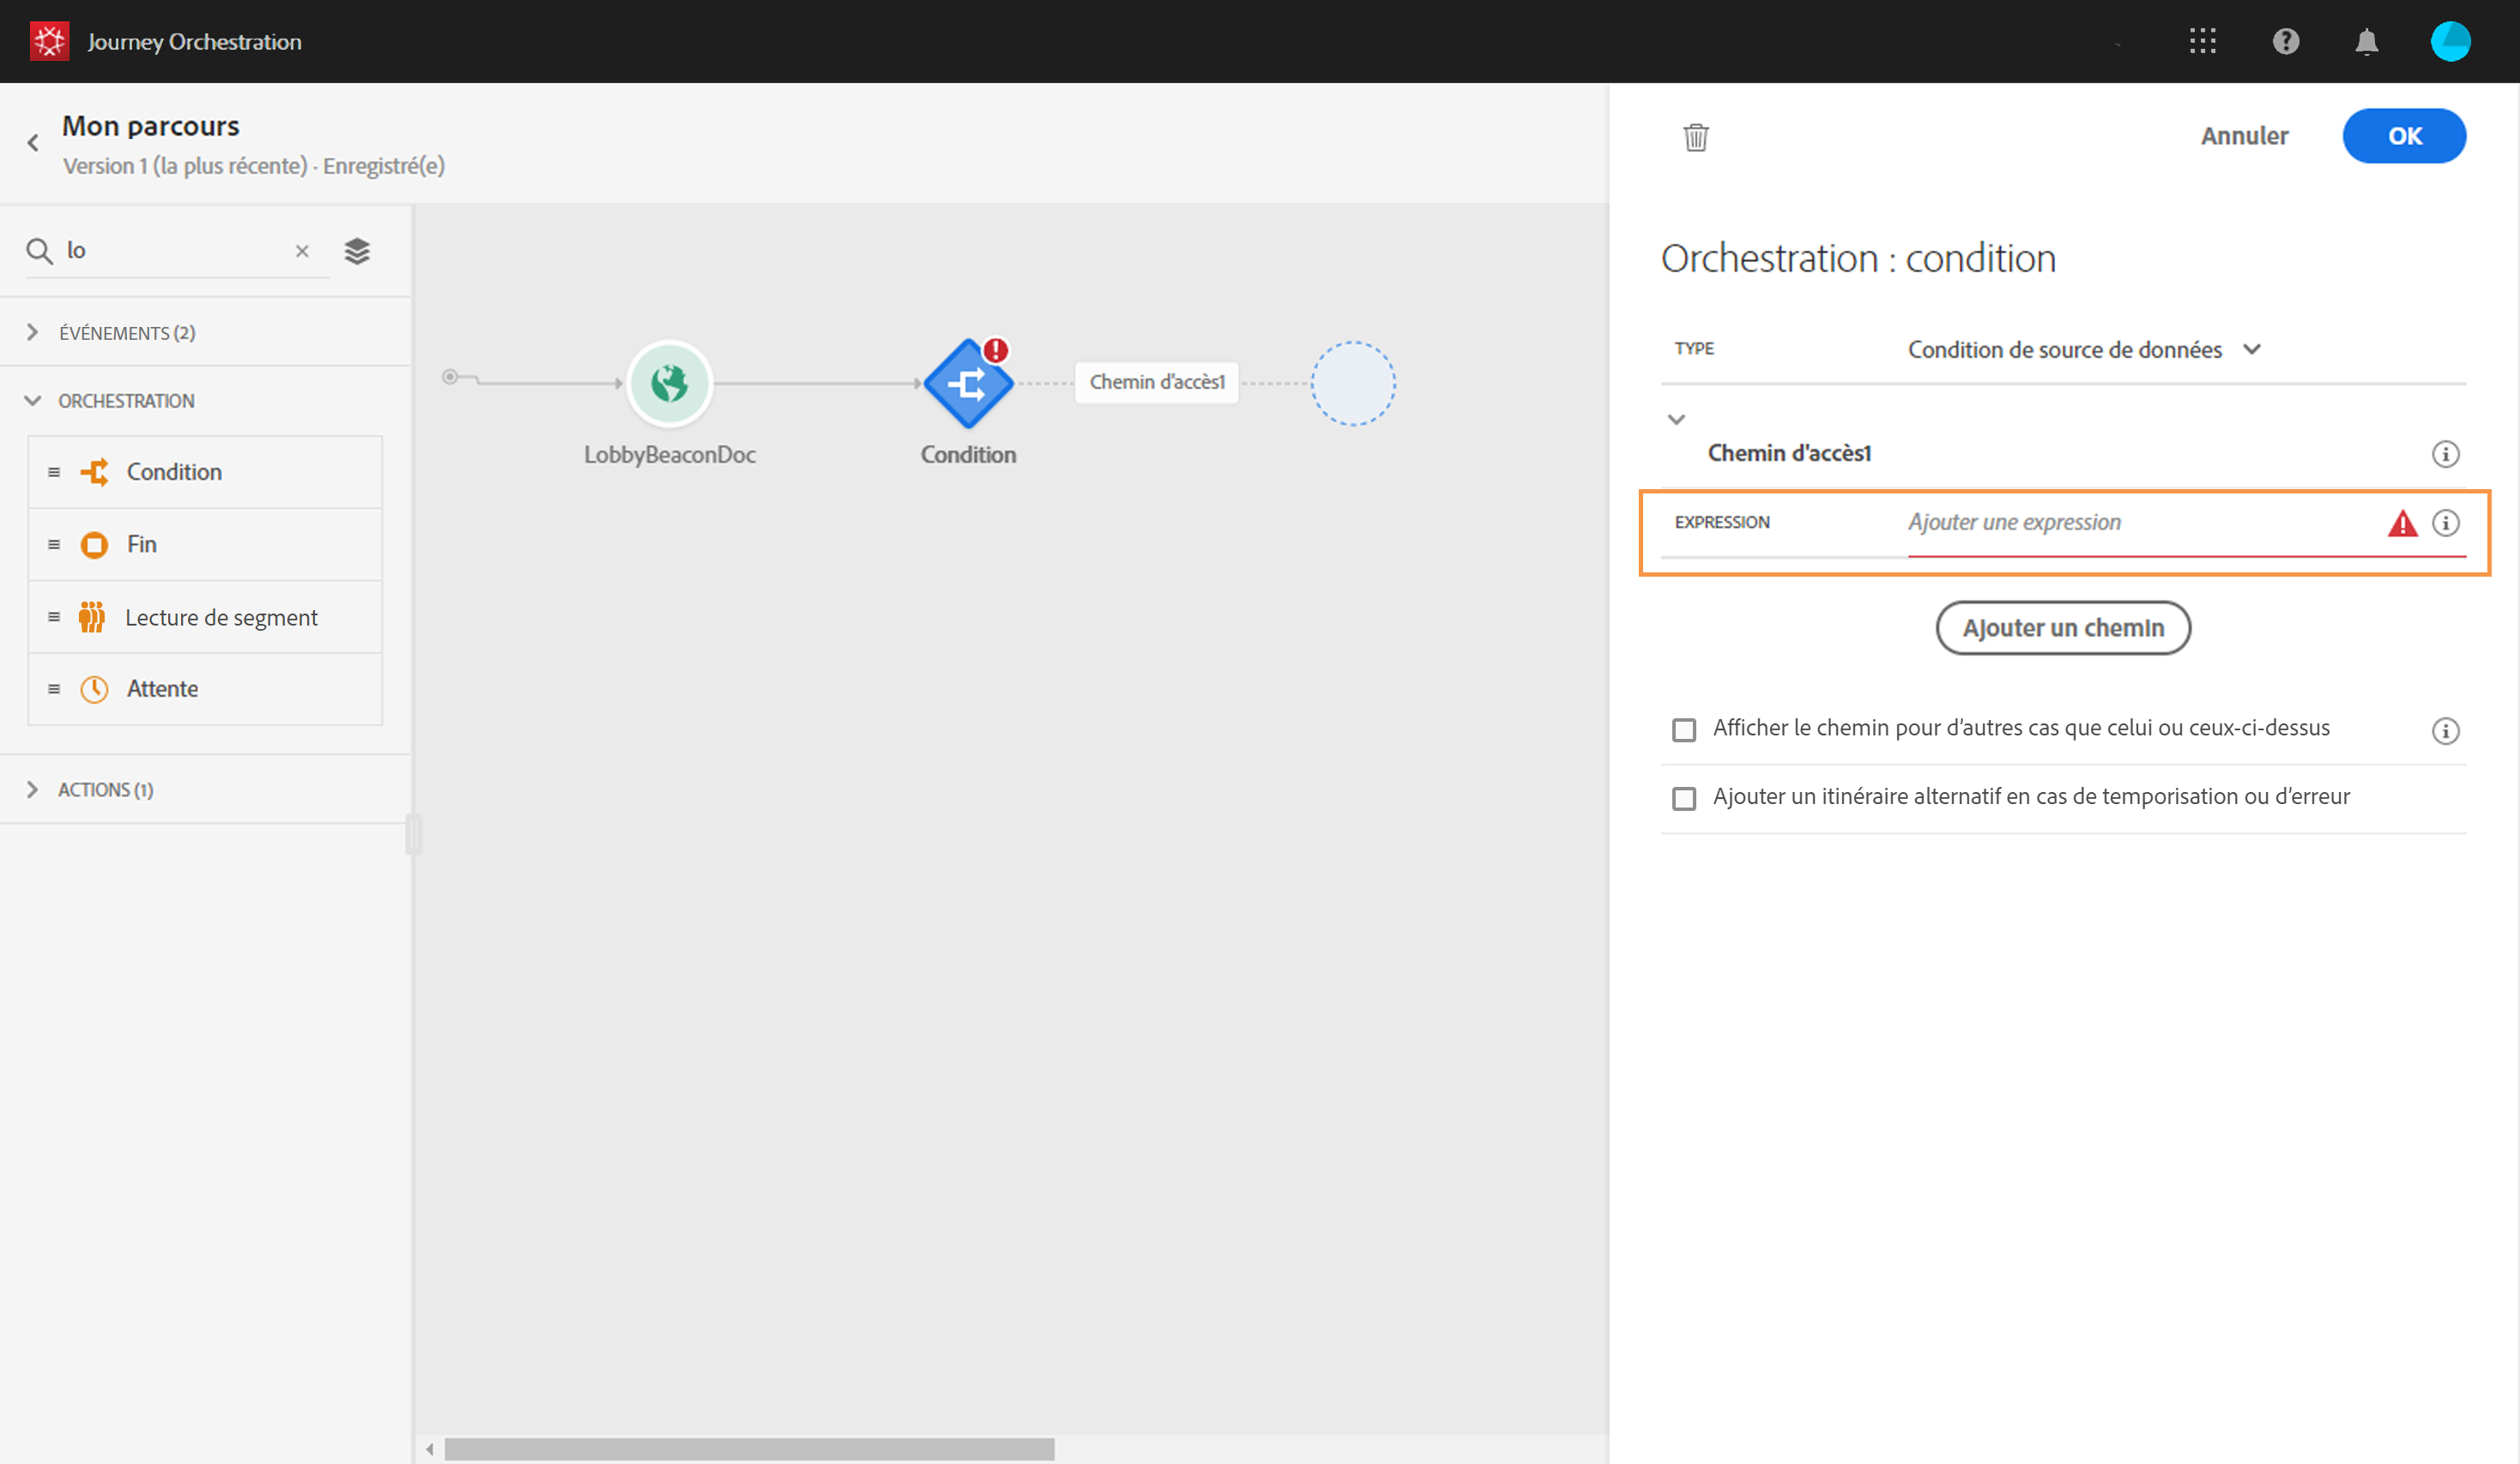 Journey Orchestration
Mon parcours
Version 1 (la plus récente) · Enregistré(e)
Annuler
OK
lo
ÉVÉNEMENTS (2)
ORCHESTRATION
Condition
Fin
Lecture de segment
Attente
ACTIONS (1)
LobbyBeaconDoc
Condition
Chemin d'accès1
Orchestration : condition
TYPE Condition de source de données
Chemin d'accès1
EXPRESSION Ajouter une expression
Ajouter un chemin
Afficher le chemin pour d’autres cas que celui ou ceux-ci-dessus
Ajouter un itinéraire alternatif en cas de temporisation ou d’erreur